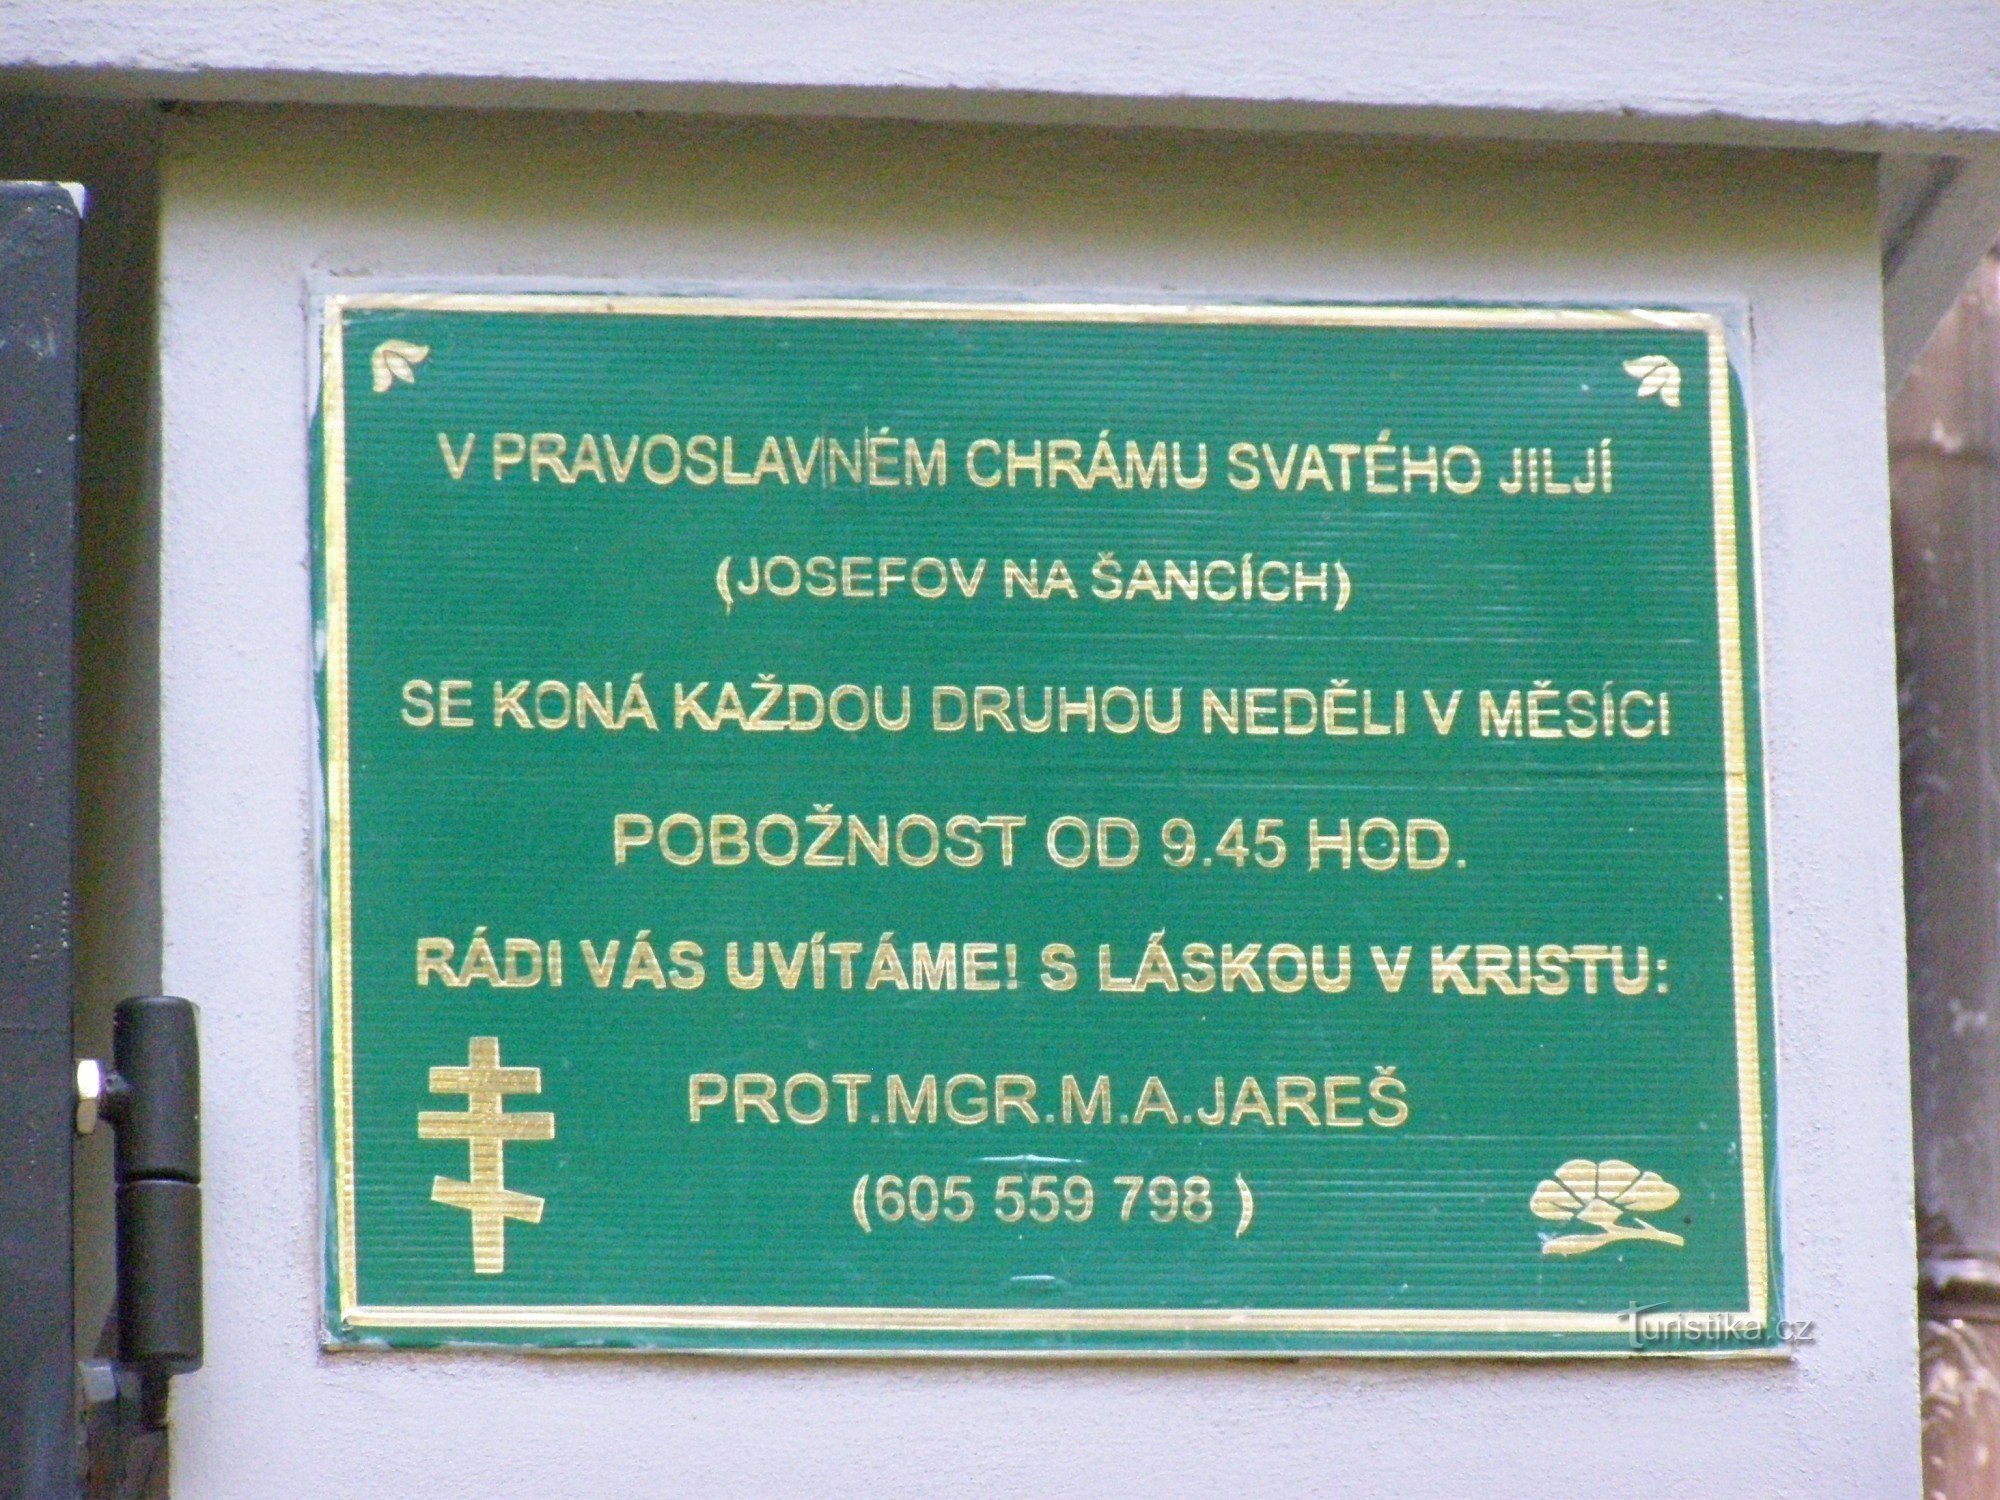 V PRAVOSLAVNÉM CHRÁMU SVATÉHO JILJÍ
(JOSEFOV NA ŠANCÍCH)
SE KONÁ KAŽDOU DRUHOU NEDĚLI V MĚSÍCI
POBOŽNOST OD 9.45 HOD.
RÁDI VÁS UVÍTÁME! S LÁSKOU V KRISTU:
PROT.MGR.M.A.JAREŠ
(605 559 798 )
Turistika.cz